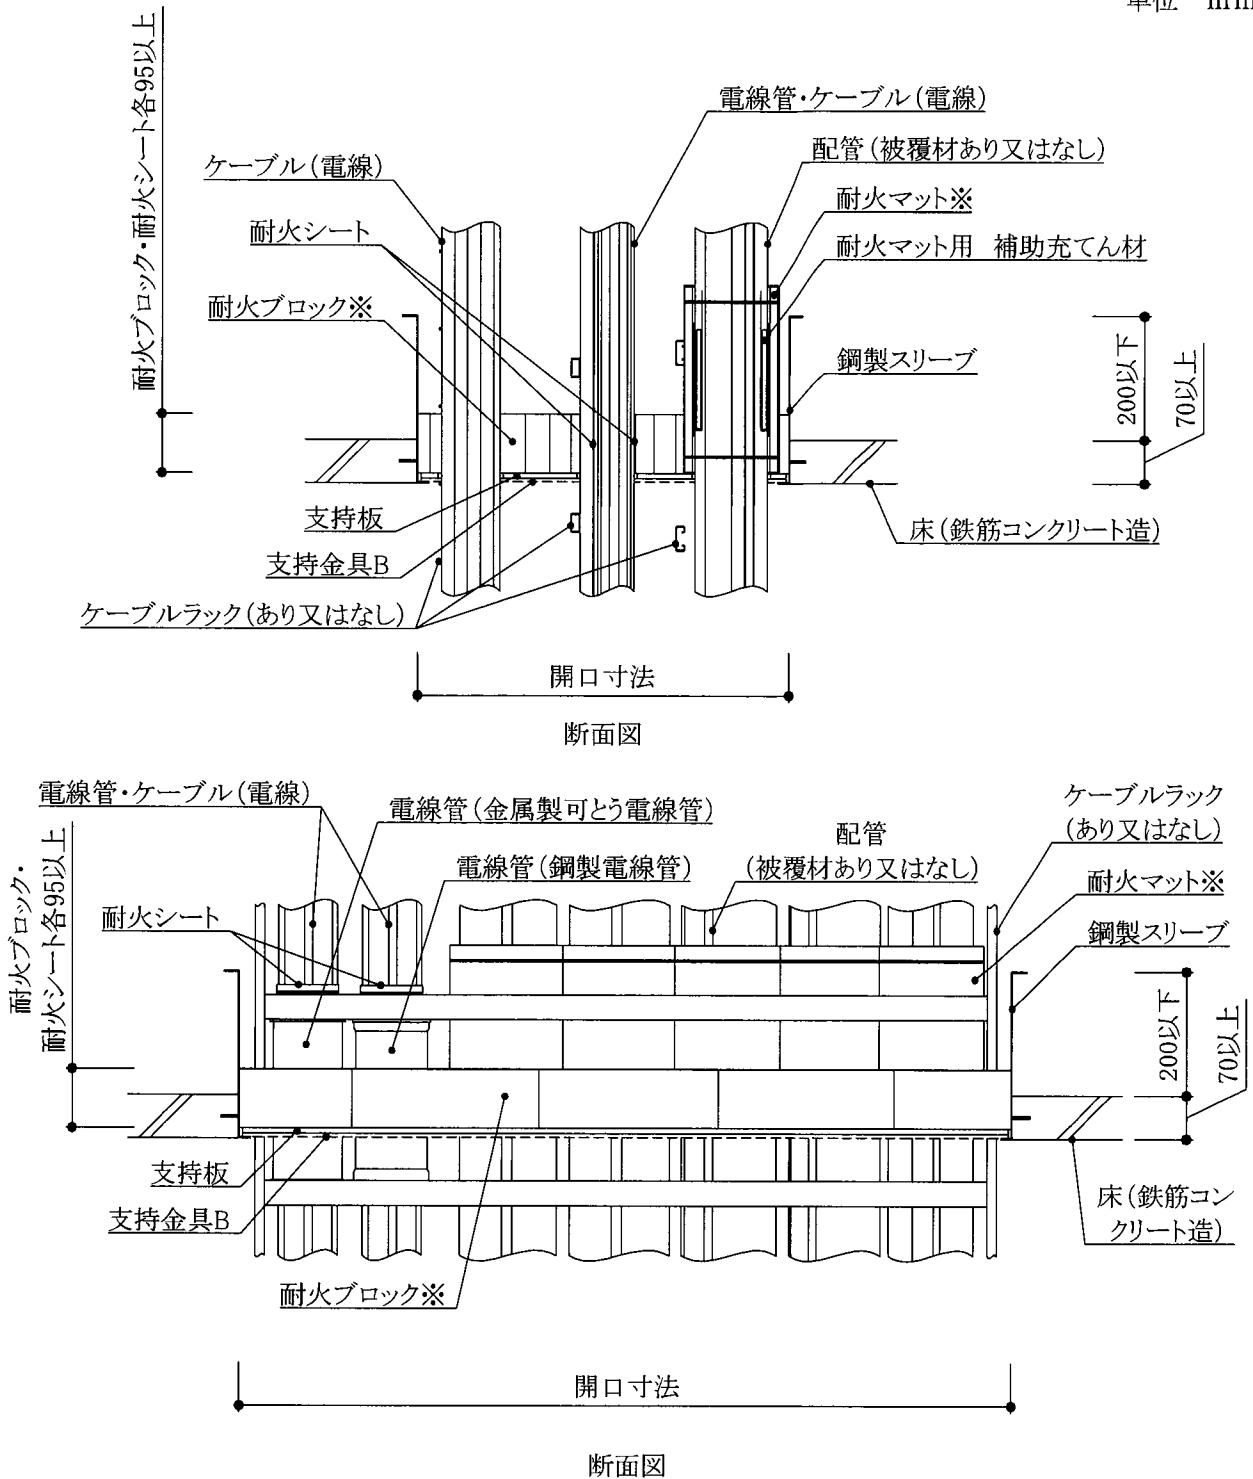 単位 mm
耐火ブロック・耐火シート各95以上
電線管・ケーブル(電線)
ケーブル(電線)
配管(被覆材あり又はなし)
耐火マット※
耐火シート
耐火マット用 補助充てん材
耐火ブロック※
鋼製スリーブ
200以下
70以上
支持板
床(鉄筋コンクリート造)
支持金具B
ケーブルラック(あり又はなし)
開口寸法
断面図
電線管・ケーブル(電線)
電線管(金属製可とう電線管)
ケーブルラック
(あり又はなし)
配管
(被覆材あり又はなし)
電線管(鋼製電線管)
耐火マット※
耐火ブロック・
耐火シート各95以上
耐火シート
鋼製スリーブ
200以下
70以上
支持板
支持金具B
床(鉄筋コン
クリート造)
耐火ブロック※
開口寸法
断面図